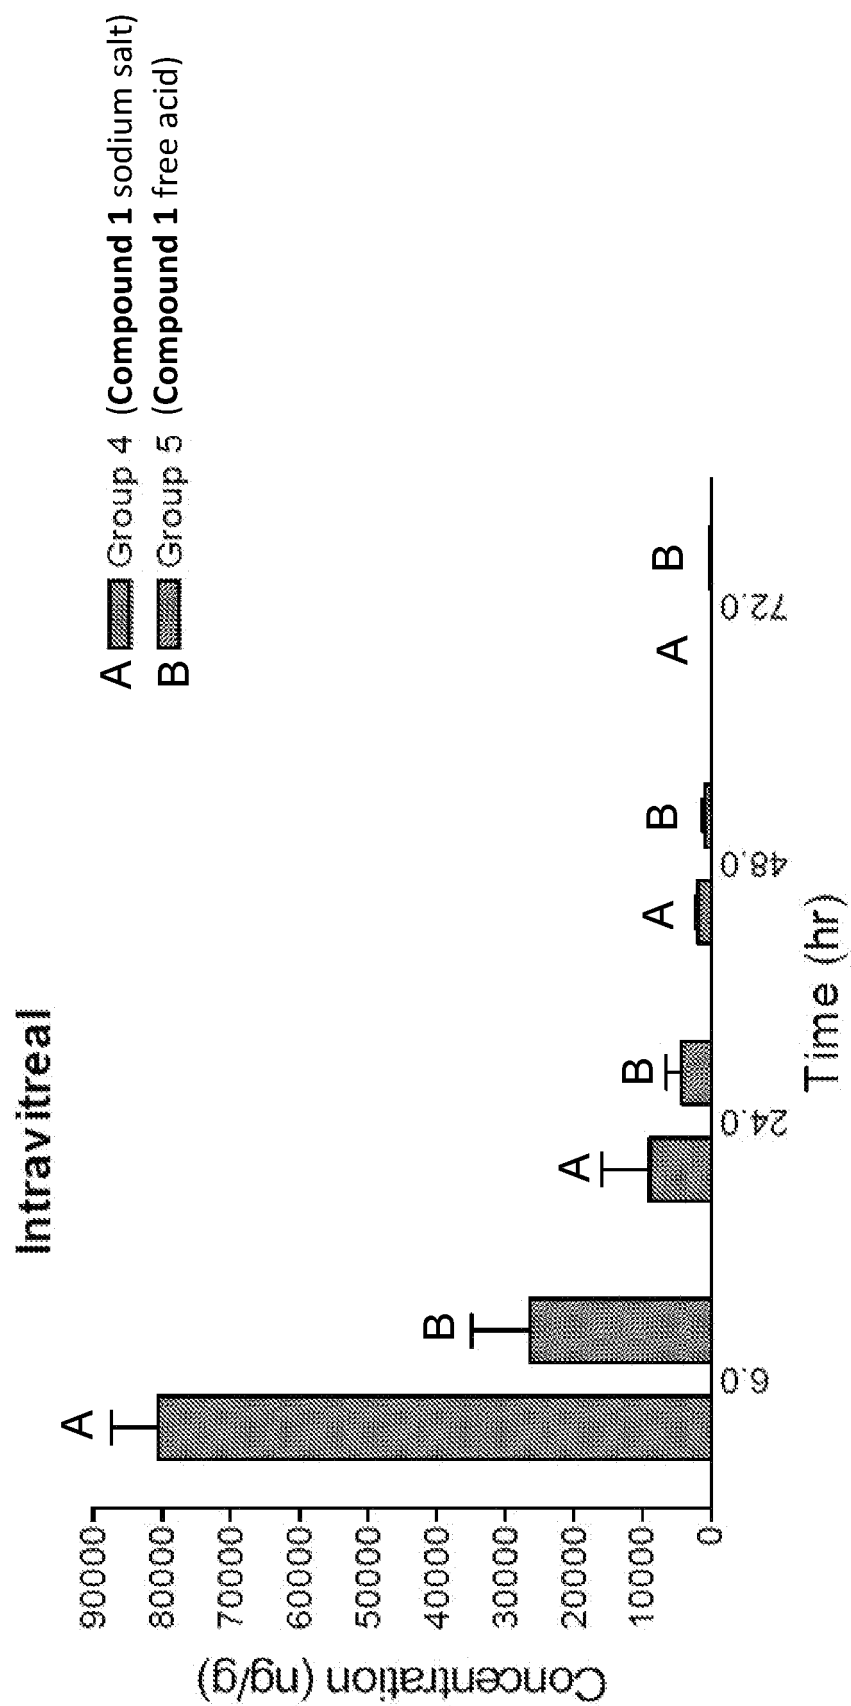 Intravitreal
A Group 4 (Compound 1 sodium salt)
B Group 5 (Compound 1 free acid)
Concentration (ng/g)
90000
80000
70000
60000
50000
40000
30000
20000
10000
0
A
B
A
B
A
B
A
B
6.0
24.0
48.0
72.0
Time (hr)